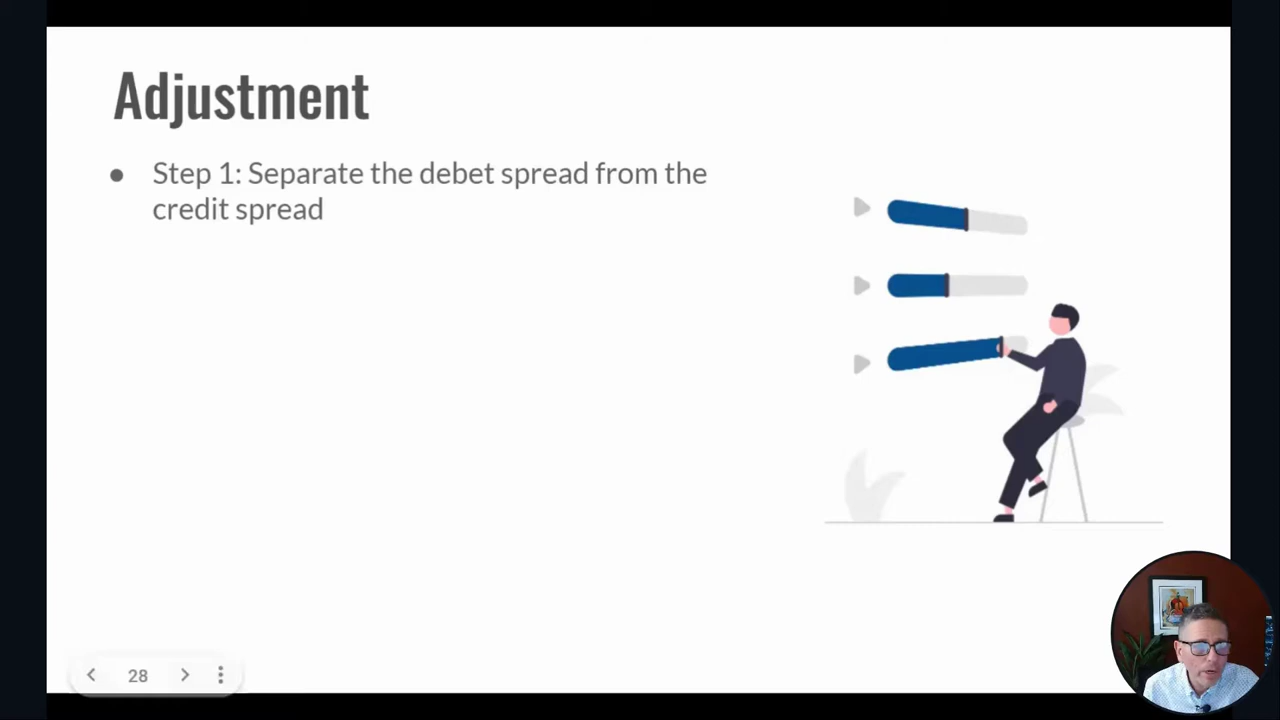 Adjustment
● Step 1: Separate the debet spread from the
credit spread
28